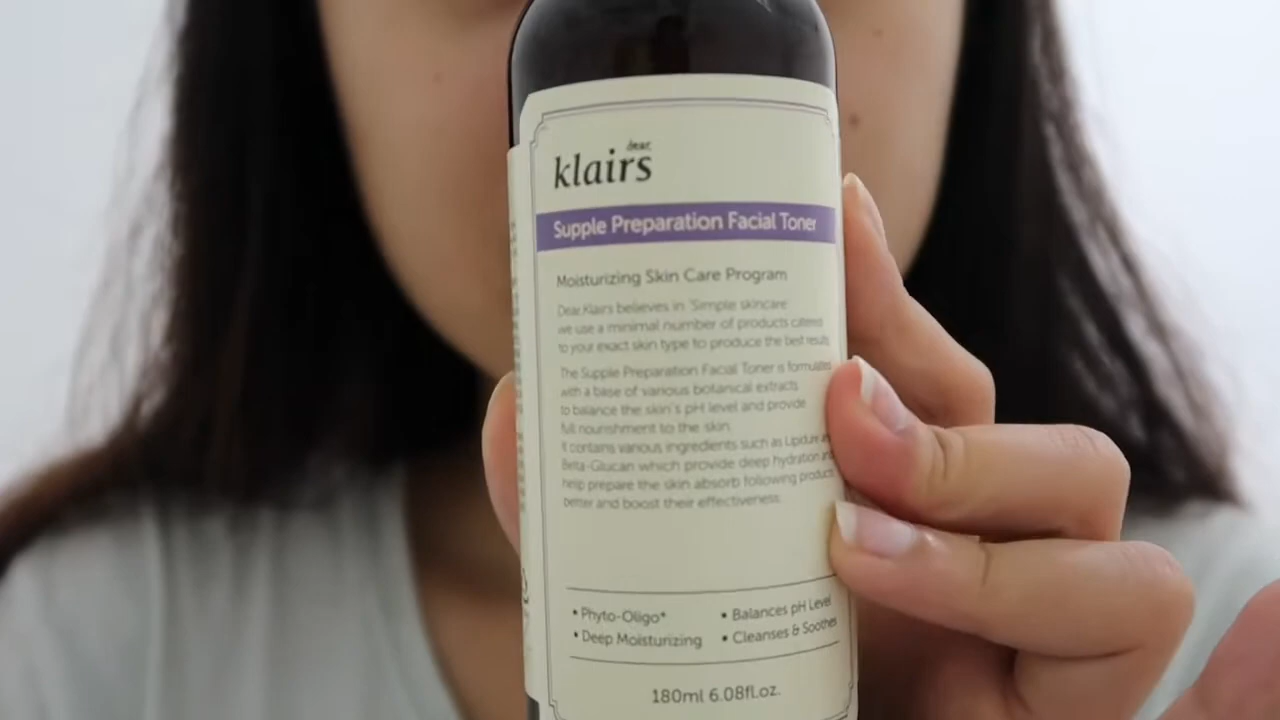 dear,
klairs
Supple Preparation Facial Toner
Moisturizing Skin Care Program
Dear, Klairs believes in 'Simple skincare'
we use a minimal number of products catered
to your exact skin type to produce the best results.
The Supple Preparation Facial Toner is formulated
with a base of various botanical extracts
to balance the skin's pH level and provide
full nourishment to the skin.
It contains various ingredients such as Lipidure
Beta-Glucan which provide deep hydration
help prepare the skin absorb following products
better and boost their effectiveness.
• Phyto-Oligo* • Balances pH Level
• Deep Moisturizing • Cleanses & Soothes
180ml 6.08fl.oz.